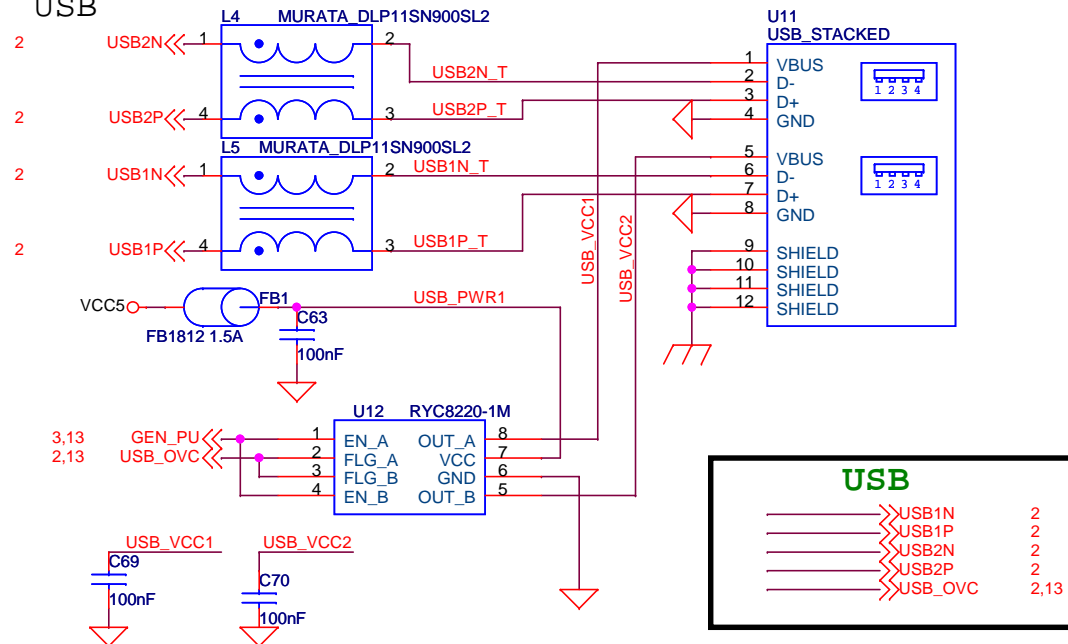 USB
L4 MURATA_DLP11SN900SL2
2 USB2N 1 2
USB2N_T
2 USB2P 4 3 USB2P_T
L5 MURATA_DLP11SN900SL2
2 USB1N 1 2 USB1N_T
2 USB1P 4 3 USB1P_T
U11
USB_STACKED
1 VBUS
2 D-
3 D+
4 GND
1 2 3 4
5 VBUS
6 D-
7 D+
8 GND
1 2 3 4
9 SHIELD
10 SHIELD
11 SHIELD
12 SHIELD
USB_VCC1
USB_VCC2
VCC5 FB1 USB_PWR1
FB1812 1.5A
C63
100nF
U12 RYC8220-1M
3,13 GEN_PU 1 EN_A OUT_A 8
2,13 USB_OVC 2 FLG_A VCC 7
3 FLG_B GND 6
4 EN_B OUT_B 5
USB_VCC1 USB_VCC2
C69
100nF
C70
100nF
USB
USB1N 2
USB1P 2
USB2N 2
USB2P 2
USB_OVC 2,13